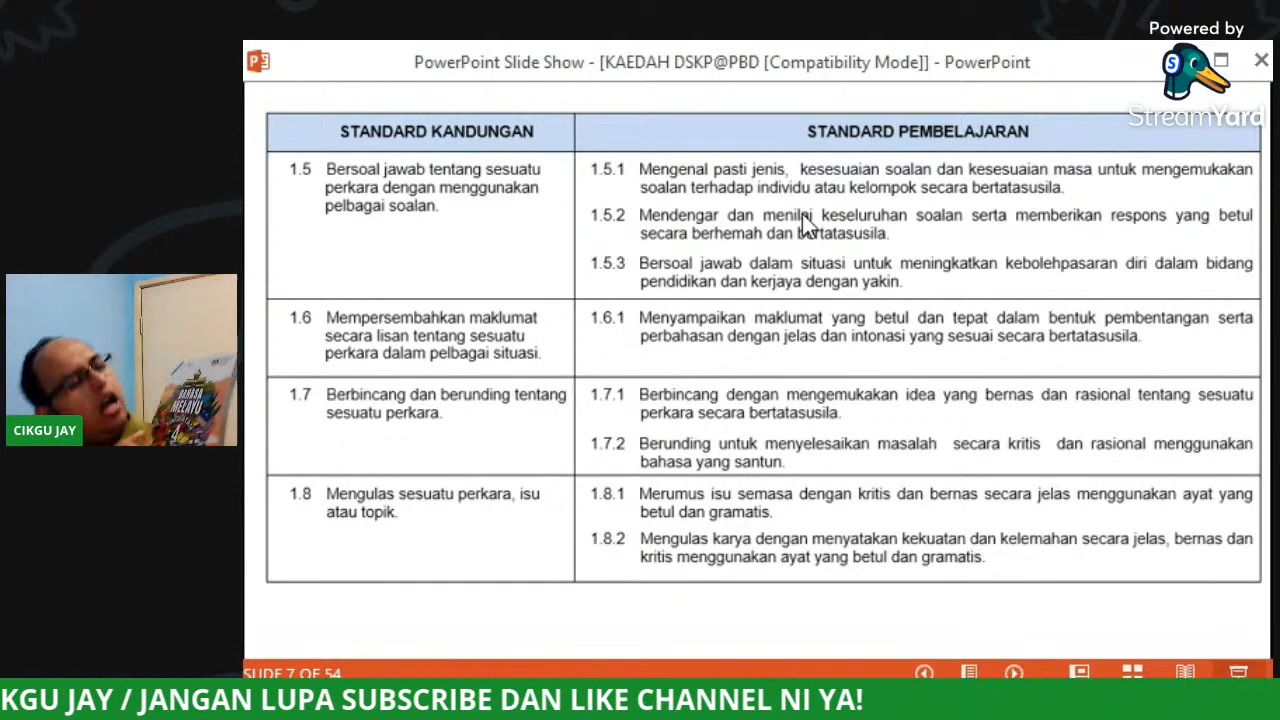 Powered by
StreamYard
PowerPoint Slide Show - [KAEDAH DSKP@PBD [Compatibility Mode]] - PowerPoint
STANDARD KANDUNGAN
STANDARD PEMBELAJARAN
1.5 Bersoal jawab tentang sesuatu
perkara dengan menggunakan
pelbagai soalan.
1.5.1 Mengenal pasti jenis, kesesuaian soalan dan kesesuaian masa untuk mengemukakan
soalan terhadap individu atau kelompok secara bertatasusila.
1.5.2 Mendengar dan menilai keseluruhan soalan serta memberikan respons yang betul
secara berhemah dan bertatasusila.
1.5.3 Bersoal jawab dalam situasi untuk meningkatkan kebolehpasaran diri dalam bidang
pendidikan dan kerjaya dengan yakin.
1.6 Mempersembahkan maklumat
secara lisan tentang sesuatu
perkara dalam pelbagai situasi.
1.6.1 Menyampaikan maklumat yang betul dan tepat dalam bentuk pembentangan serta
perbahasan dengan jelas dan intonasi yang sesuai secara bertatasusila.
1.7 Berbincang dan berunding tentang
sesuatu perkara.
1.7.1 Berbincang dengan mengemukakan idea yang bernas dan rasional tentang sesuatu
perkara secara bertatasusila.
1.7.2 Berunding untuk menyelesaikan masalah secara kritis dan rasional menggunakan
bahasa yang santun.
1.8 Mengulas sesuatu perkara, isu
atau topik.
1.8.1 Merumus isu semasa dengan kritis dan bernas secara jelas menggunakan ayat yang
betul dan gramatis.
1.8.2 Mengulas karya dengan menyatakan kekuatan dan kelemahan secara jelas, bernas dan
kritis menggunakan ayat yang betul dan gramatis.
BAHASA
MELAYU
4
CIKGU JAY
SLIDE 7 OF 54
KGU JAY / JANGAN LUPA SUBSCRIBE DAN LIKE CHANNEL NI YA!